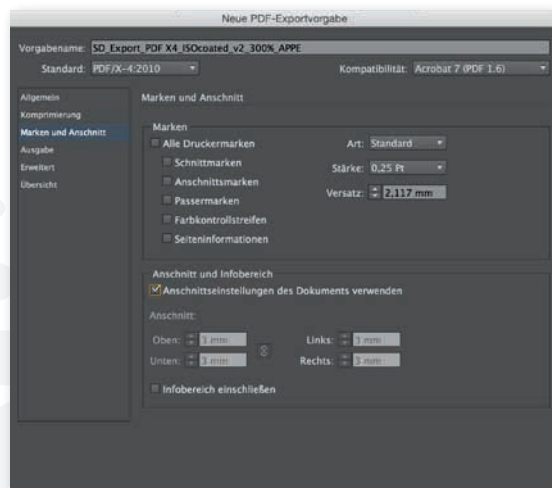 Neue PDF-Exportvorgabe
Vorgabename: SD_Export_PDF X4_ISOcoated_v2_300%_APPE
Standard: PDF/X-4:2010 Kompatibilität: Acrobat 7 (PDF 1.6)
Allgemein
Komprimierung
Marken und Anschnitt
Ausgabe
Erweitert
Übersicht
Marken und Anschnitt
Marken
Alle Druckermarken Art: Standard
Schnittmarken Stärke: 0,25 Pt
Anschnittsmarken Versatz: 2,117 mm
Passermarken
Farbkontrollstreifen
Seiteninformationen
Anschnitt und Infobereich
Anschnittseinstellungen des Dokuments verwenden
Anschnitt:
Oben: 3 mm Links: 3 mm
Unten: 3 mm Rechts: 3 mm
Infobereich einschließen